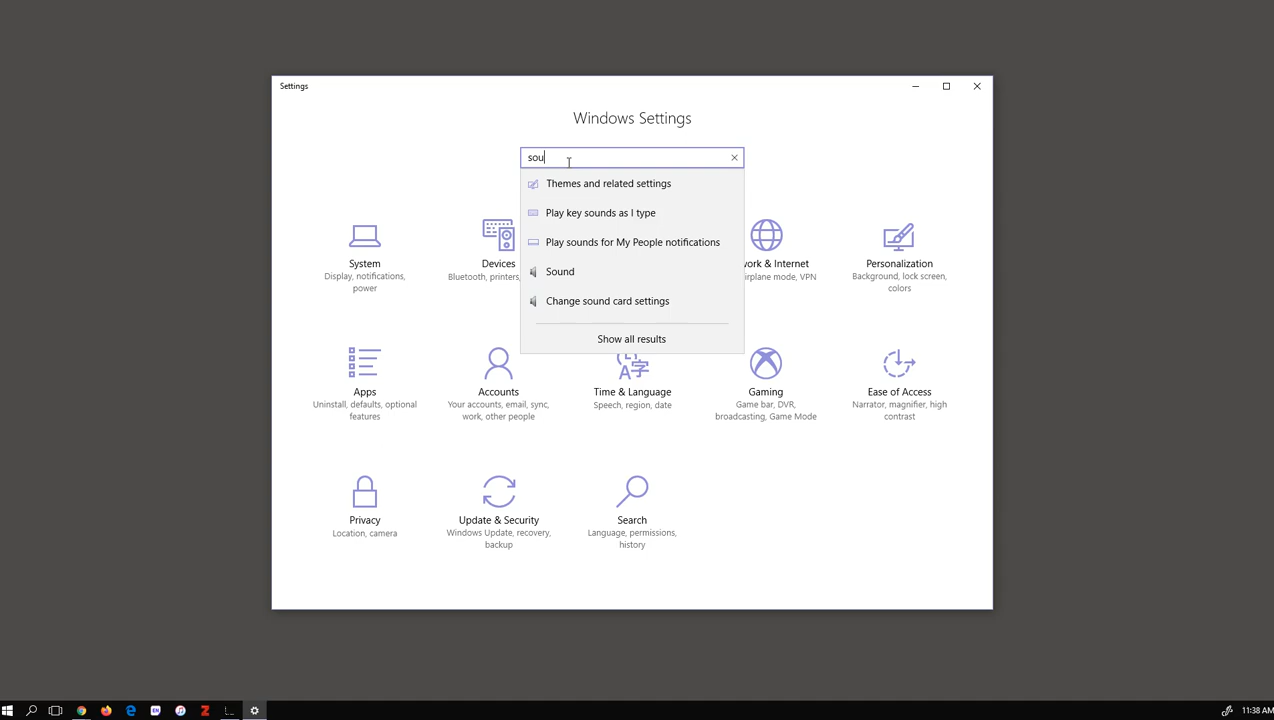 Settings
Windows Settings
sou
Themes and related settings
Play key sounds as I type
Play sounds for My People notifications
Sound
Change sound card settings
Show all results
System
Display, notifications,
power
Devices
Bluetooth, printers,
work & Internet
irplane mode, VPN
Personalization
Background, lock screen,
colors
Apps
Uninstall, defaults, optional
features
Accounts
Your accounts, email, sync,
work, other people
A字
Time & Language
Speech, region, date
Gaming
Game bar, DVR,
broadcasting, Game Mode
Ease of Access
Narrator, magnifier, high
contrast
Privacy
Location, camera
Update & Security
Windows Update, recovery,
backup
Search
Language, permissions,
history
EN
Z
11:38 AM